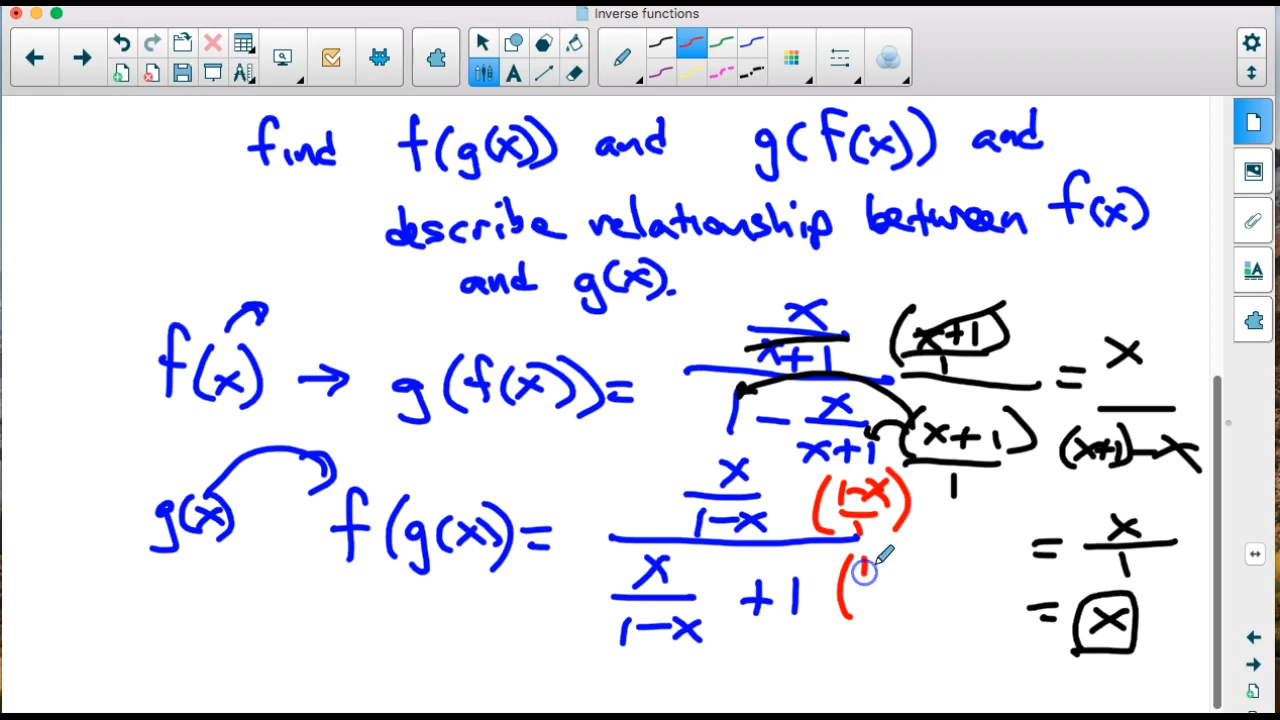 Inverse functions
find f(g(x)) and g(f(x)) and
describe relationship between f(x)
and g(x).
f(x) → g(f(x)) = (x/(x+1))/(1 - x/(x+1)) ((x+1)/1)/((x+1)/1) = x/((x+1)-x)
= x/1
= x
g(x) f(g(x)) = (x/(1-x))/(x/(1-x) + 1) ((1-x)/1) (1